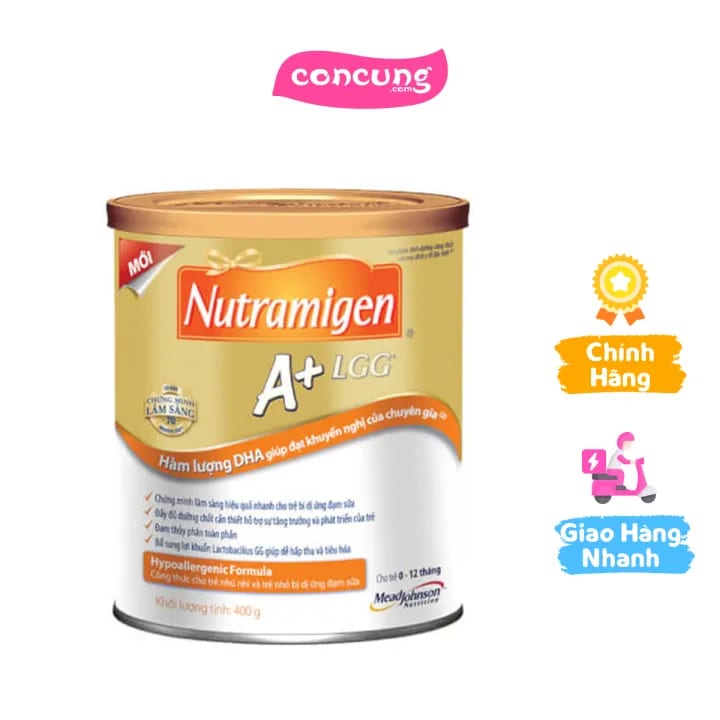 concung
.com
MỚI
Nutramigen
A+ LGG
CHỨNG MINH
LÂM SÀNG
Hàm lượng DHA giúp đạt khuyến nghị của chuyên gia
Chứng minh lâm sàng hiệu quả nhanh cho trẻ bị dị ứng đạm sữa
Đầy đủ dưỡng chất cần thiết hỗ trợ sự tăng trưởng và phát triển của trẻ
Đạm thủy phân toàn phần
Bổ sung lợi khuẩn Lactobacillus GG giúp dễ hấp thu và tiêu hóa
Hypoallergenic Formula
Công thức cho trẻ nhũ nhi và trẻ nhỏ bị dị ứng đạm sữa
Khối lượng tịnh: 400 g
Cho trẻ 0 - 12 tháng
MeadJohnson
Nutrition
Chính
Hãng
Giao Hàng
Nhanh